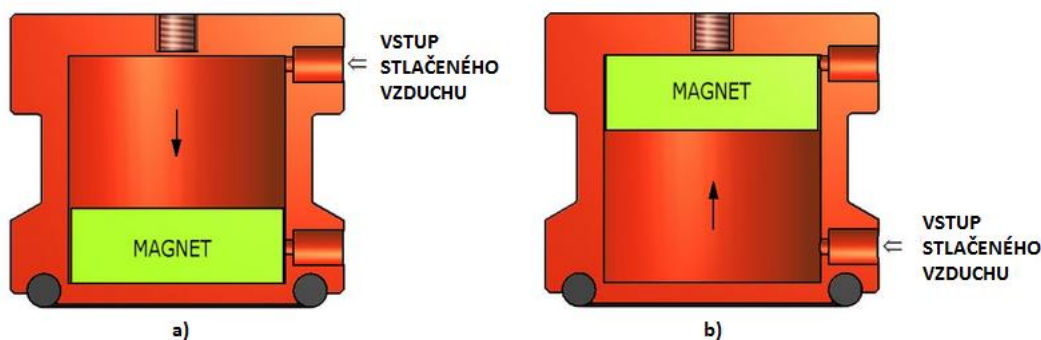 VSTUP
STLAČENÉHO
VZDUCHU
MAGNET
a)
MAGNET
VSTUP
STLAČENÉHO
VZDUCHU
b)